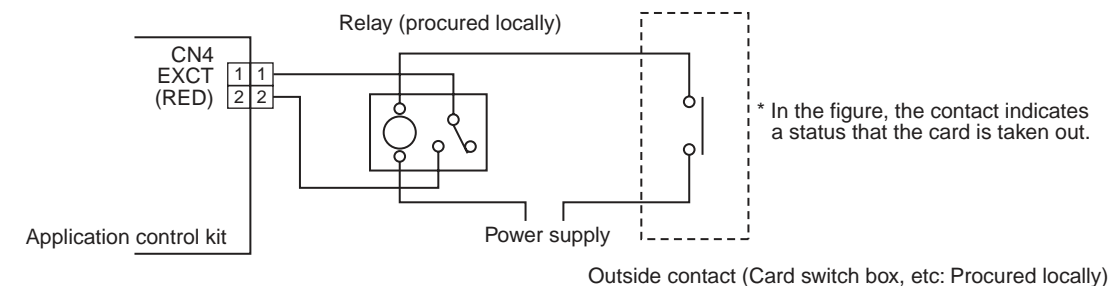 Relay (procured locally)
CN4
EXCT
(RED)
1 1
2 2
* In the figure, the contact indicates
a status that the card is taken out.
Application control kit
Power supply
Outside contact (Card switch box, etc: Procured locally)